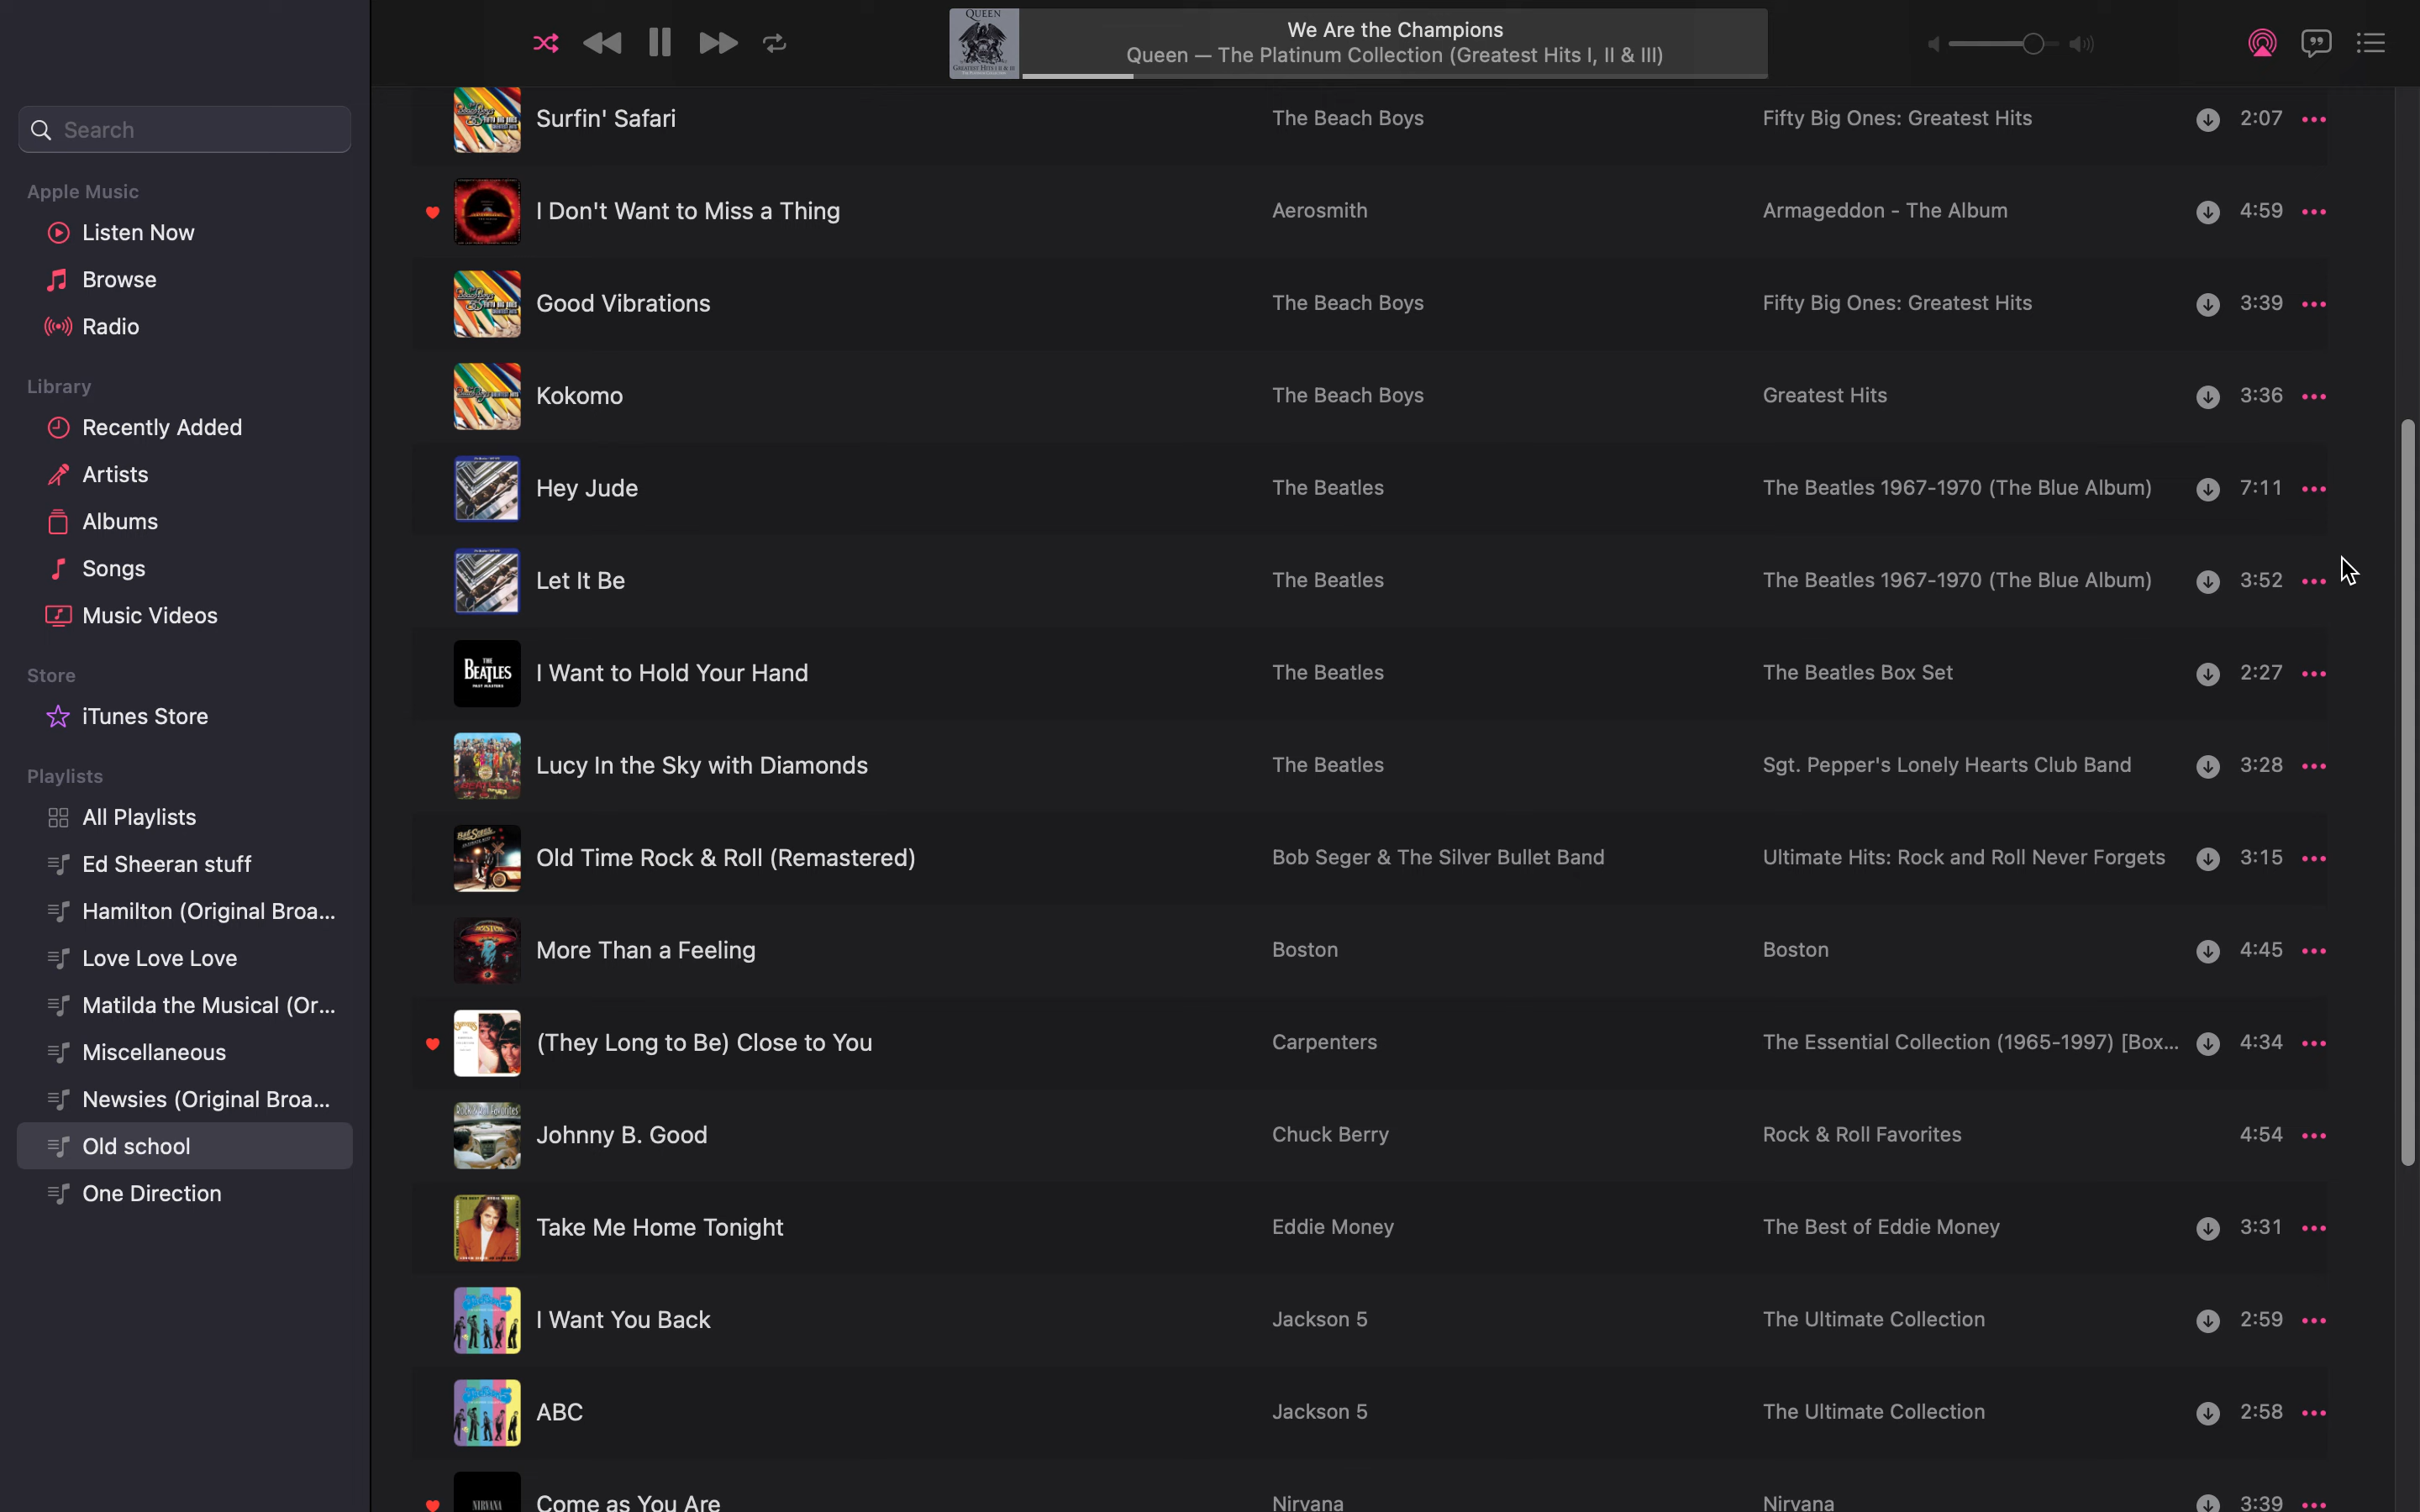 We Are the Champions
Queen — The Platinum Collection (Greatest Hits I, II & III)
QUEEN
Search
Apple Music
Listen Now
Browse
Radio
Library
Recently Added
Artists
Albums
Songs
Music Videos
Store
iTunes Store
Playlists
All Playlists
Ed Sheeran stuff
Hamilton (Original Broa...
Love Love Love
Matilda the Musical (Or...
Miscellaneous
Newsies (Original Broa...
Old school
One Direction
Surfin' Safari The Beach Boys Fifty Big Ones: Greatest Hits 2:07
I Don't Want to Miss a Thing Aerosmith Armageddon - The Album 4:59
Good Vibrations The Beach Boys Fifty Big Ones: Greatest Hits 3:39
Kokomo The Beach Boys Greatest Hits 3:36
Hey Jude The Beatles The Beatles 1967-1970 (The Blue Album) 7:11
Let It Be The Beatles The Beatles 1967-1970 (The Blue Album) 3:52
THE BEATLES PAST MASTERS
I Want to Hold Your Hand The Beatles The Beatles Box Set 2:27
Lucy In the Sky with Diamonds The Beatles Sgt. Pepper's Lonely Hearts Club Band 3:28
Old Time Rock & Roll (Remastered) Bob Seger & The Silver Bullet Band Ultimate Hits: Rock and Roll Never Forgets 3:15
More Than a Feeling Boston Boston 4:45
(They Long to Be) Close to You Carpenters The Essential Collection (1965-1997) [Box... 4:34
Johnny B. Good Chuck Berry Rock & Roll Favorites 4:54
Take Me Home Tonight Eddie Money The Best of Eddie Money 3:31
I Want You Back Jackson 5 The Ultimate Collection 2:59
ABC Jackson 5 The Ultimate Collection 2:58
NIRVANA
Come as You Are Nirvana Nirvana 3:39